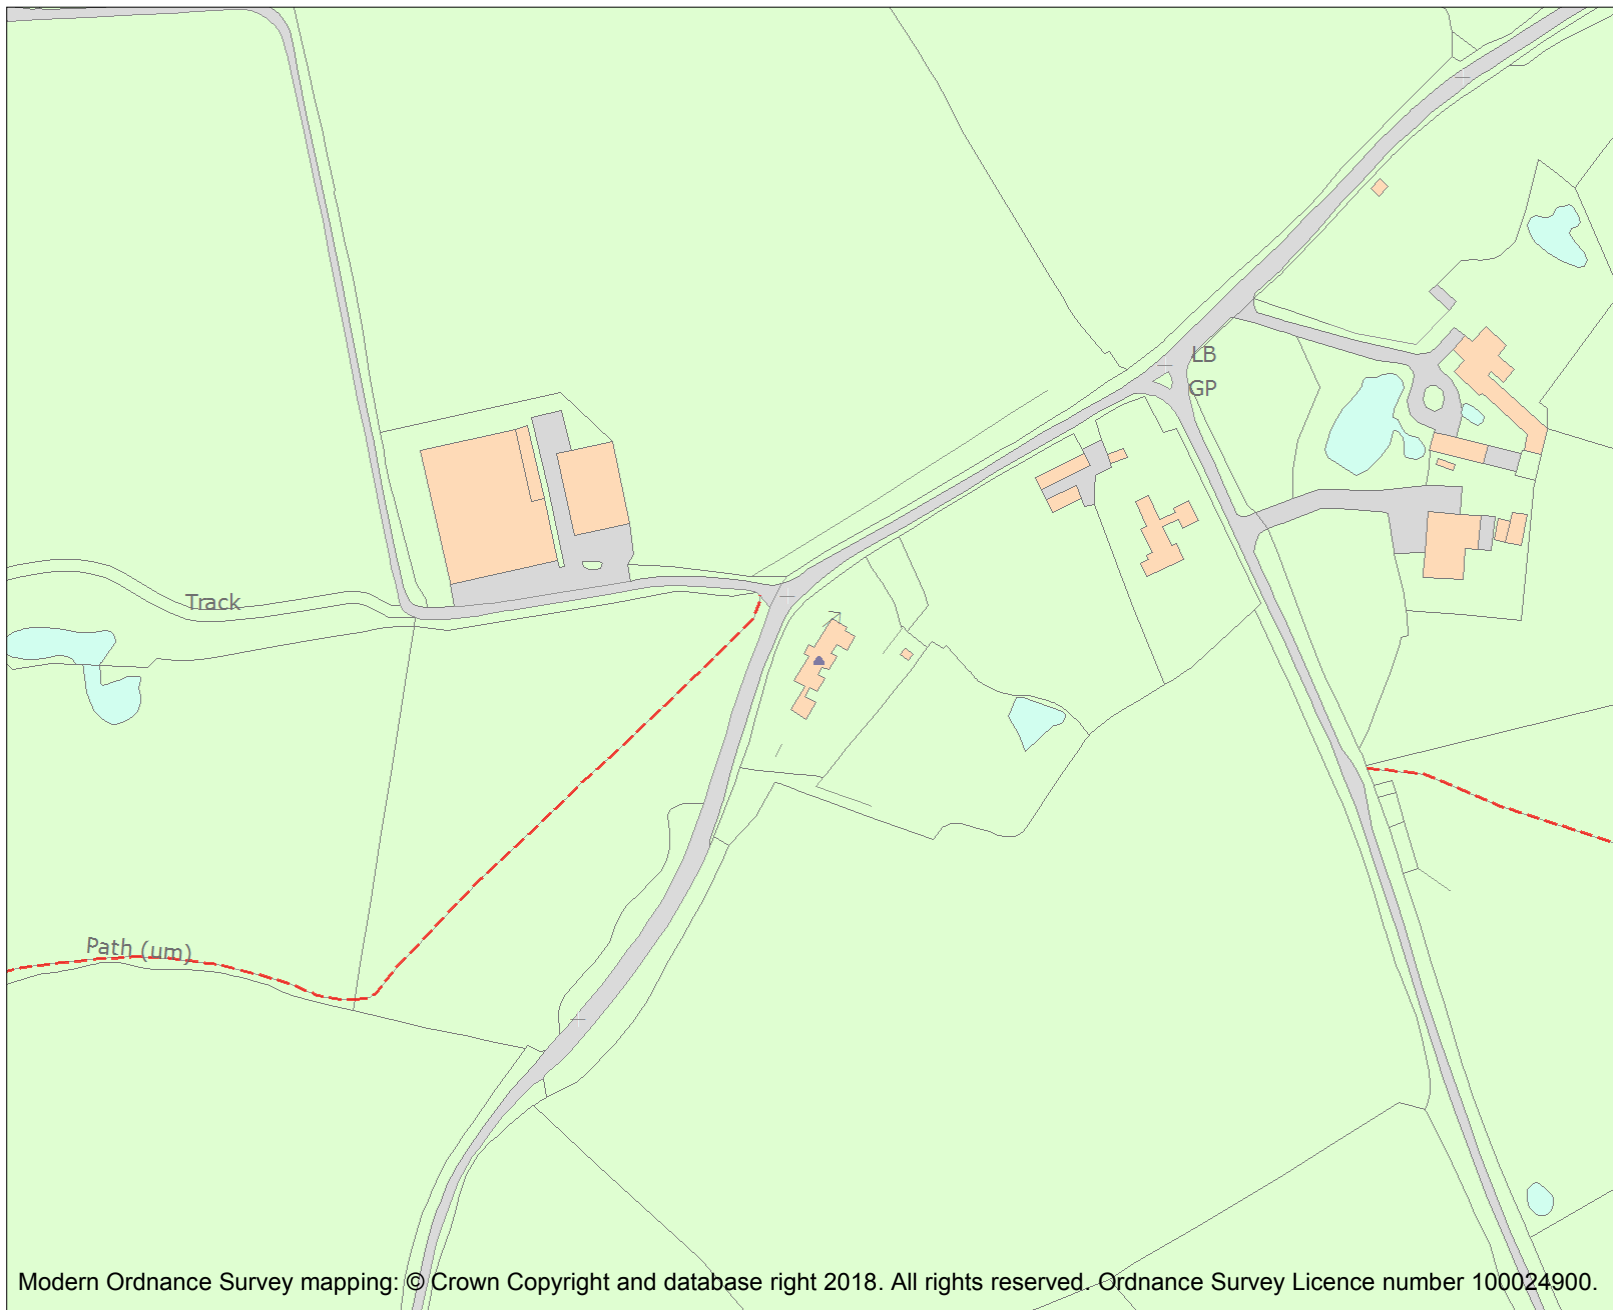 LB
GP
Track
Path (um)
Modern Ordnance Survey mapping: © Crown Copyright and database right 2018. All rights reserved. Ordnance Survey Licence number 100024900.